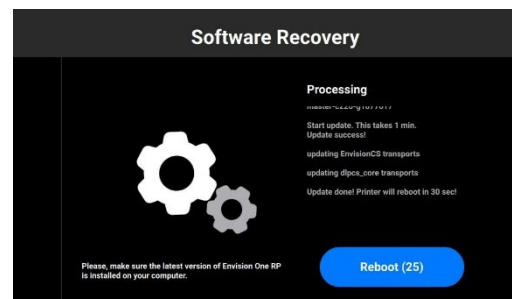 Software Recovery
Processing
Start update. This takes 1 min.
Update success!
updating EnvisionCS transports
updating dlpcs_core transports
Update done! Printer will reboot in 30 sec!
Please, make sure the latest version of Envision One RP
is installed on your computer.
Reboot (25)